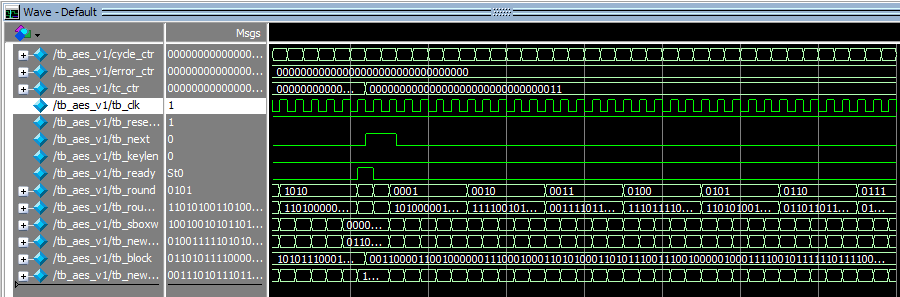 Wave - Default
Msgs
/tb_aes_v1/cycle_ctr 00000000000000...
/tb_aes_v1/error_ctr 00000000000000... 00000000000000000000000000000000
/tb_aes_v1/tc_ctr 00000000000000... 00000000000... 00000000000000000000000000000011
/tb_aes_v1/tb_clk 1
/tb_aes_v1/tb_rese... 1
/tb_aes_v1/tb_next 0
/tb_aes_v1/tb_keylen 0
/tb_aes_v1/tb_ready St0
/tb_aes_v1/tb_round 0101 1010 0001 0010 0011 0100 0101 0110 0111
/tb_aes_v1/tb_rou... 11010100110100... 110100000... 101000001... 111100101... 001111011... 111011110... 110101001... 011011011... 01...
/tb_aes_v1/tb_sboxw 10010010101101... 0000...
/tb_aes_v1/tb_new... 01001111101010... 0110...
/tb_aes_v1/tb_block 01101011110000... 10101110001...
/tb_aes_v1/tb_new... 00111010111011... 1...